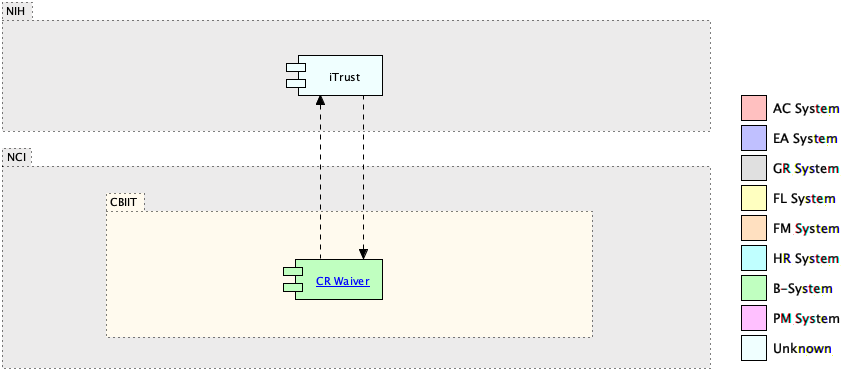 NIH
iTrust
NCI
CBIIT
CR Waiver
AC System
EA System
GR System
FL System
FM System
HR System
B-System
PM System
Unknown